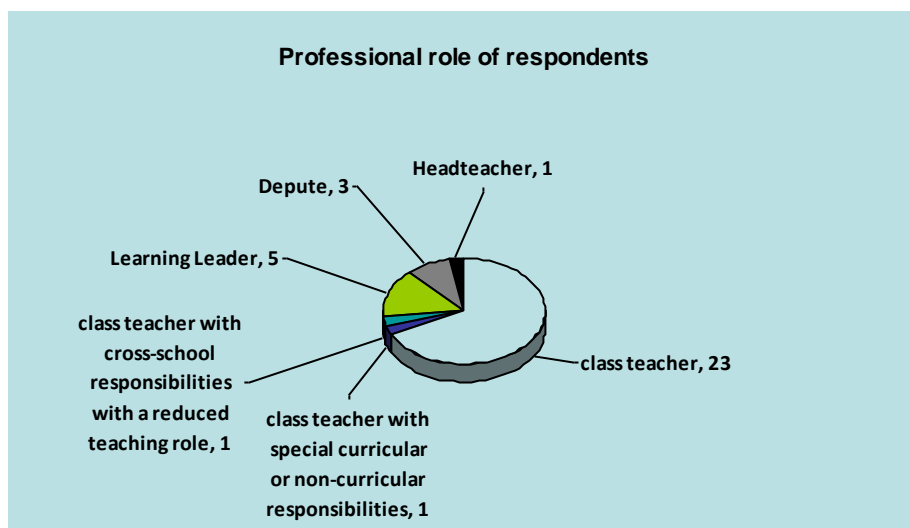 Professional role of respondents
Headteacher, 1
Depute, 3
Learning Leader, 5
class teacher with
cross-school
responsibilities
with a reduced
teaching role, 1
class teacher with
special curricular
or non-curricular
responsibilities, 1
class teacher, 23